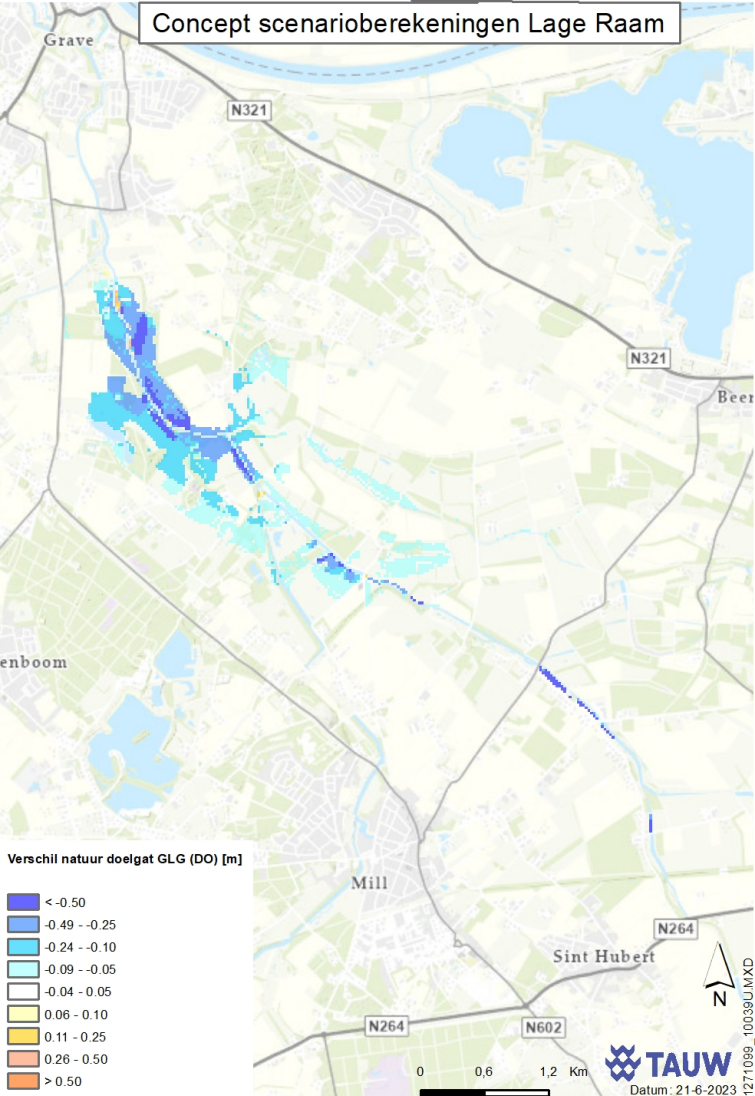 Concept scenarioberekeningen Lage Raam
Grave
N321
N321
Beer
enboom
Verschil natuur doelgat GLG (DO) [m]
< -0.50
-0.49 - -0.25
-0.24 - -0.10
-0.09 - -0.05
-0.04 - 0.05
0.06 - 0.10
0.11 - 0.25
0.26 - 0.50
> 0.50
Mill
Sint Hubert
N264
N264
N602
N
0 0,6 1,2 Km
TAUW
Datum: 21-6-2023
1271099_10039U.MXD